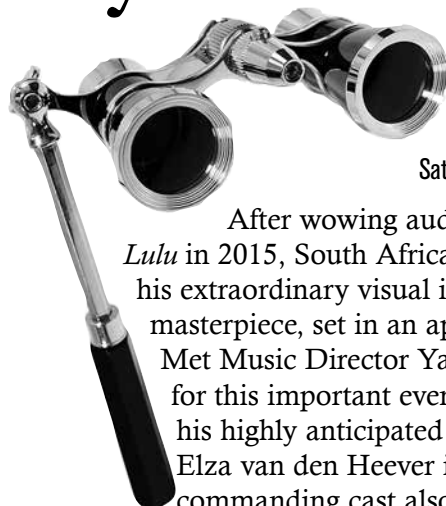 Sat
After wowing aud
Lulu in 2015, South Africa
his extraordinary visual i
masterpiece, set in an ap
Met Music Director Ya
for this important ever
his highly anticipated
Elza van den Heever i
commanding cast also